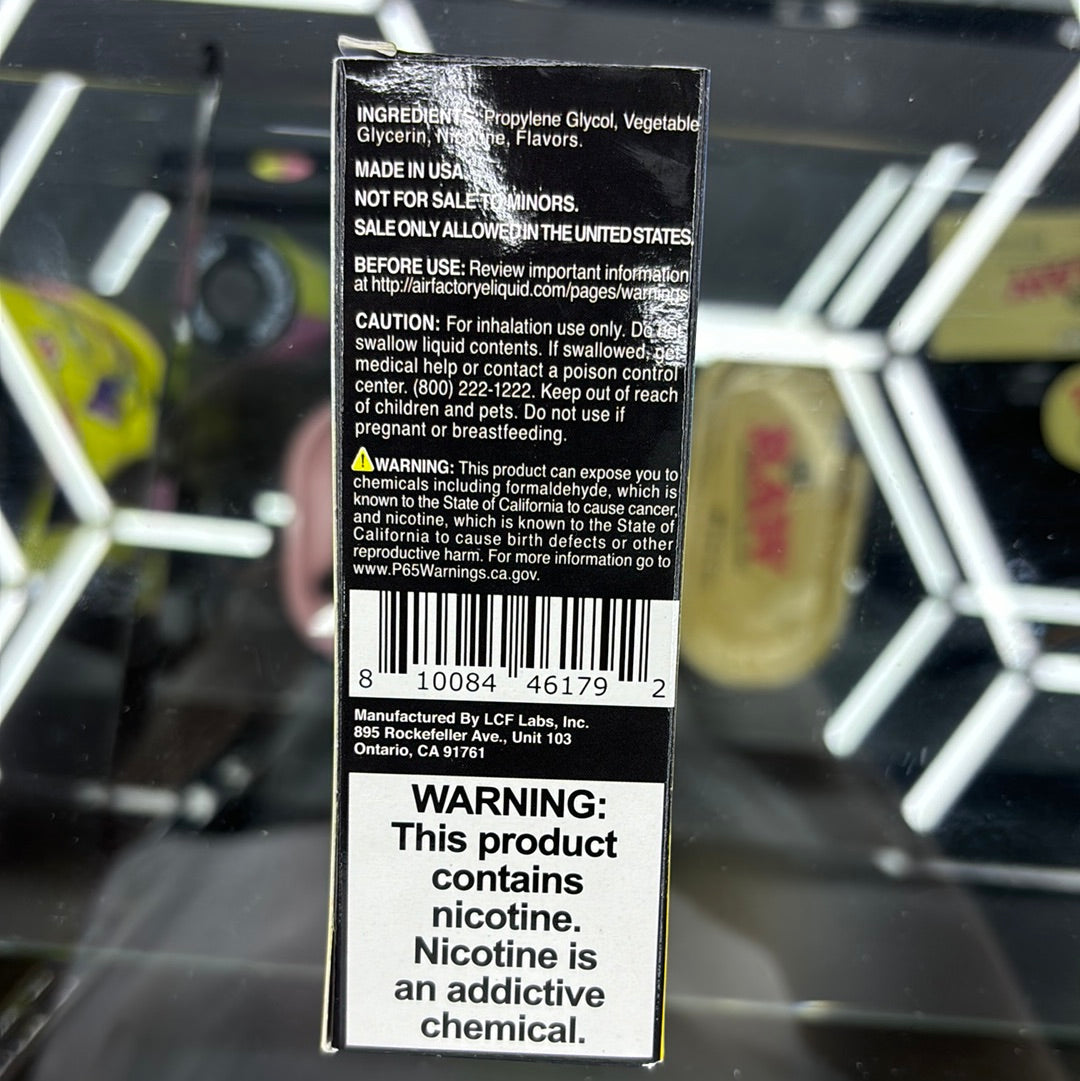 INGREDIENTS: Propylene Glycol, Vegetable
Glycerin, Nicotine, Flavors.
MADE IN USA.
NOT FOR SALE TO MINORS.
SALE ONLY ALLOWED IN THE UNITED STATES.
BEFORE USE: Review important information
at http://airfactoryeliquid.com/pages/warnings
CAUTION: For inhalation use only. Do not
swallow liquid contents. If swallowed, get
medical help or contact a poison control
center. (800) 222-1222. Keep out of reach
of children and pets. Do not use if
pregnant or breastfeeding.
WARNING: This product can expose you to
chemicals including formaldehyde, which is
known to the State of California to cause cancer,
and nicotine, which is known to the State of
California to cause birth defects or other
reproductive harm. For more information go to
www.P65Warnings.ca.gov.
8 10084 46179 2
Manufactured By LCF Labs, Inc.
895 Rockefeller Ave., Unit 103
Ontario, CA 91761
WARNING:
This product
contains
nicotine.
Nicotine is
an addictive
chemical.
RAW